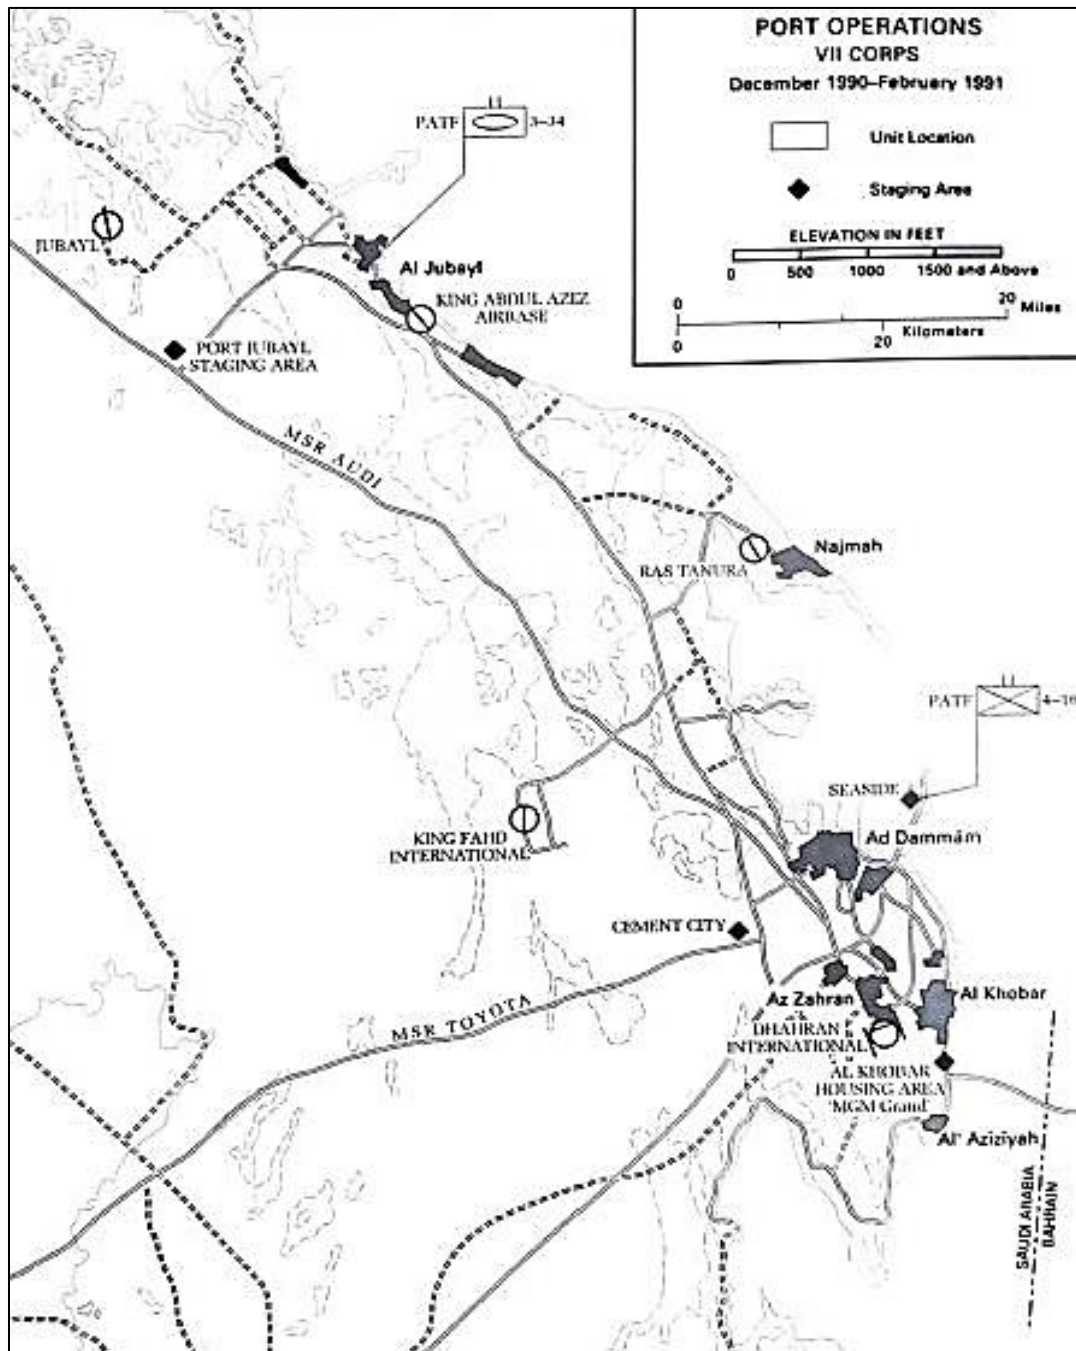 PORT OPERATIONS
VII CORPS
December 1990–February 1991
Unit Location
Staging Area
ELEVATION IN FEET
0 500 1000 1500 and Above
0 20 Miles
0 20 Kilometers
PATF 3–34
JUBAYL
Al Jubayl
KING ABDUL AZEZ
AIRBASE
PORT JUBAYL
STAGING AREA
MSR AUDI
Najmah
RAS TANURA
PATF
SEASIDE
Ad Dammám
KING FAHD
INTERNATIONAL
CEMENT CITY
MSR TOYOTA
Az Zahran
Al Khobar
DHAHRAN
INTERNATIONAL
AL KHOBAR
HOUSING AREA
'MGM Grand'
Al' Aziziyah
SAUDI ARABIA
BAHRAIN